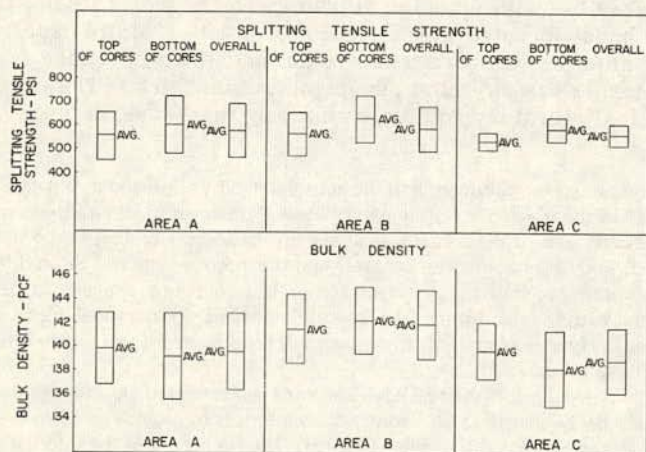 SPLITTING TENSILE STRENGTH
TOP OF CORES
BOTTOM OF CORES
OVERALL
TOP OF CORES
BOTTOM OF CORES
OVERALL
TOP OF CORES
BOTTOM OF CORES
OVERALL
SPLITTING TENSILE STRENGTH-PSI
800
700
600
500
400
AVG.
AVG.
AVG.
AVG.
AVG.
AVG.
AVG.
AVG.
AVG.
AREA A
AREA B
AREA C
BULK DENSITY
BULK DENSITY-PCF
146
144
142
140
138
136
134
AVG.
AVG.
AVG.
AVG.
AVG.
AVG.
AVG.
AVG.
AVG.
AREA A
AREA B
AREA C